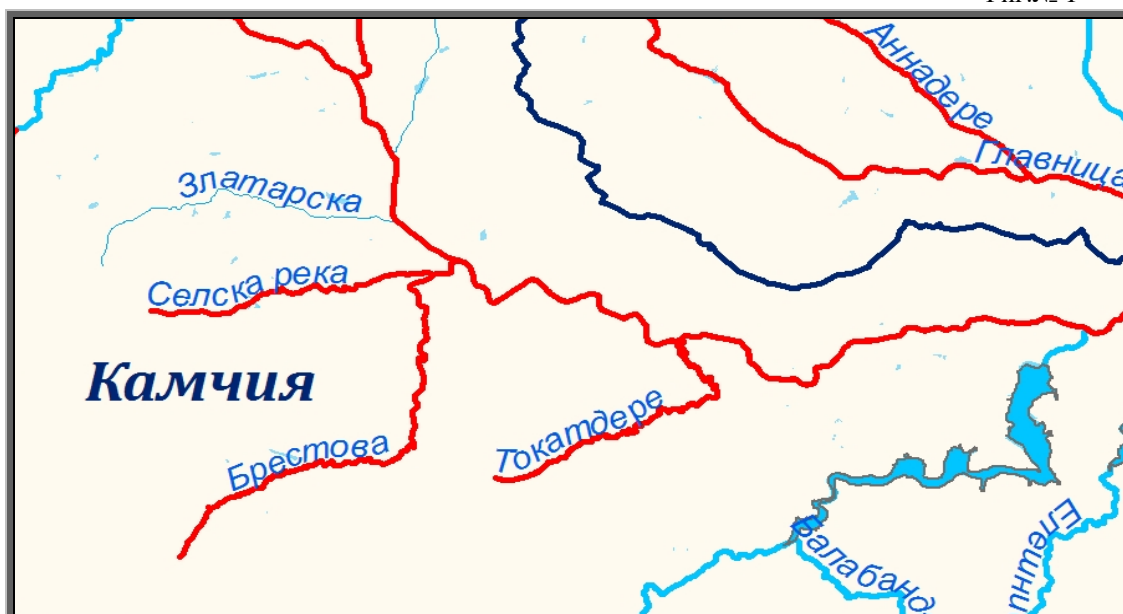 Аннадере
Главница
Златарска
Селска река
Камчия
Токатдере
Брестова